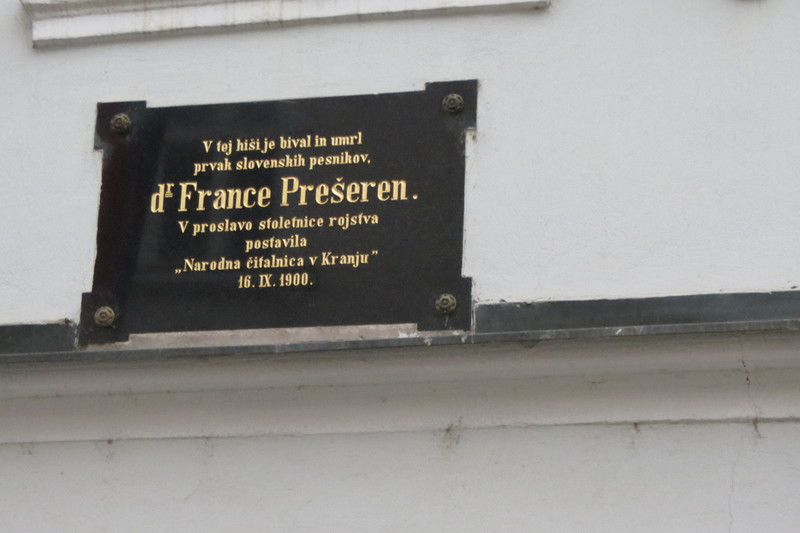 V tej hiši je bival in umrl
prvak slovenskih pesnikov,
dr France Prešeren.
V proslavo stoletnice rojstva
postavila
„Narodna čitalnica v Kranju”
16. IX. 1900.